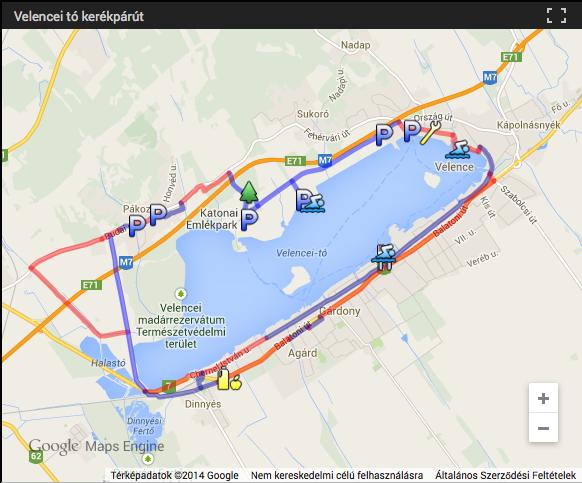 Velencei tó kerékpárút
Nadap
E71
M7
Nadapi u.
Sukoró
Ország út
Kápolnásnyék
Fő u.
Fehérvári út
E71
M7
Velence
Honvéd u.
Pákozd
Katonai
Emlékpark
Szabolcsi út
Kis út
Balatoni út
VII. u.
Velencei-tó
Veréb u.
M7
E71
Velencei
madárrezervátum
Természetvédelmi
terület
Gárdony
Balatoni út
Agárd
Halastó
Chernel István u.
7
Dinnyés
Dinnyési
Fertő
62
Google Maps Engine
Térképadatok ©2014 Google
Nem kereskedelmi célú felhasználásra
Általános Szerződési Feltételek